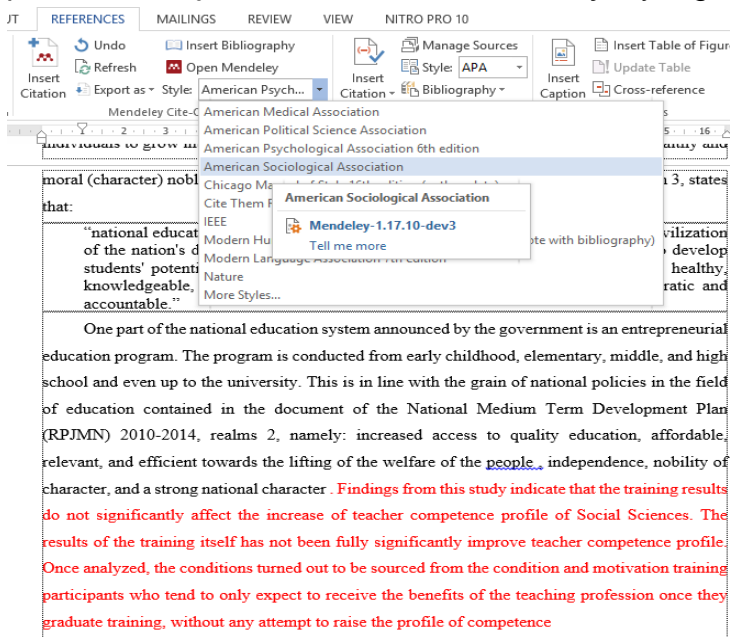 UT REFERENCES MAILINGS REVIEW VIEW NITRO PRO 10
Insert Citation
Undo
Refresh
Export as
Insert Bibliography
Open Mendeley
Style: American Psych...
Mendeley Cite-O
Insert Citation
Manage Sources
Style: APA
Bibliography
Insert Caption
Insert Table of Figur
Update Table
Cross-reference
American Medical Association
American Political Science Association
American Psychological Association 6th edition
American Sociological Association
Cite Them R
IEEE
Modern Hu
ote with bibliography)
Nature
More Styles...
American Sociological Association
Mendeley-1.17.10-dev3
Tell me more
2 3 5 16
moral (character) nobl 3, states
that:
“national educat vilization
of the nation's d develop
students' potenti healthy,
knowledgeable, ratic and
accountable.”
One part of the national education system announced by the government is an entrepreneurial
education program. The program is conducted from early childhood, elementary, middle, and high
school and even up to the university. This is in line with the grain of national policies in the field
of education contained in the document of the National Medium Term Development Plan
(RPJMN) 2010-2014, realms 2, namely: increased access to quality education, affordable,
relevant, and efficient towards the lifting of the welfare of the people , independence, nobility of
character, and a strong national character . Findings from this study indicate that the training results
do not significantly affect the increase of teacher competence profile of Social Sciences. The
results of the training itself has not been fully significantly improve teacher competence profile.
Once analyzed, the conditions turned out to be sourced from the condition and motivation training
participants who tend to only expect to receive the benefits of the teaching profession once they
graduate training, without any attempt to raise the profile of competence